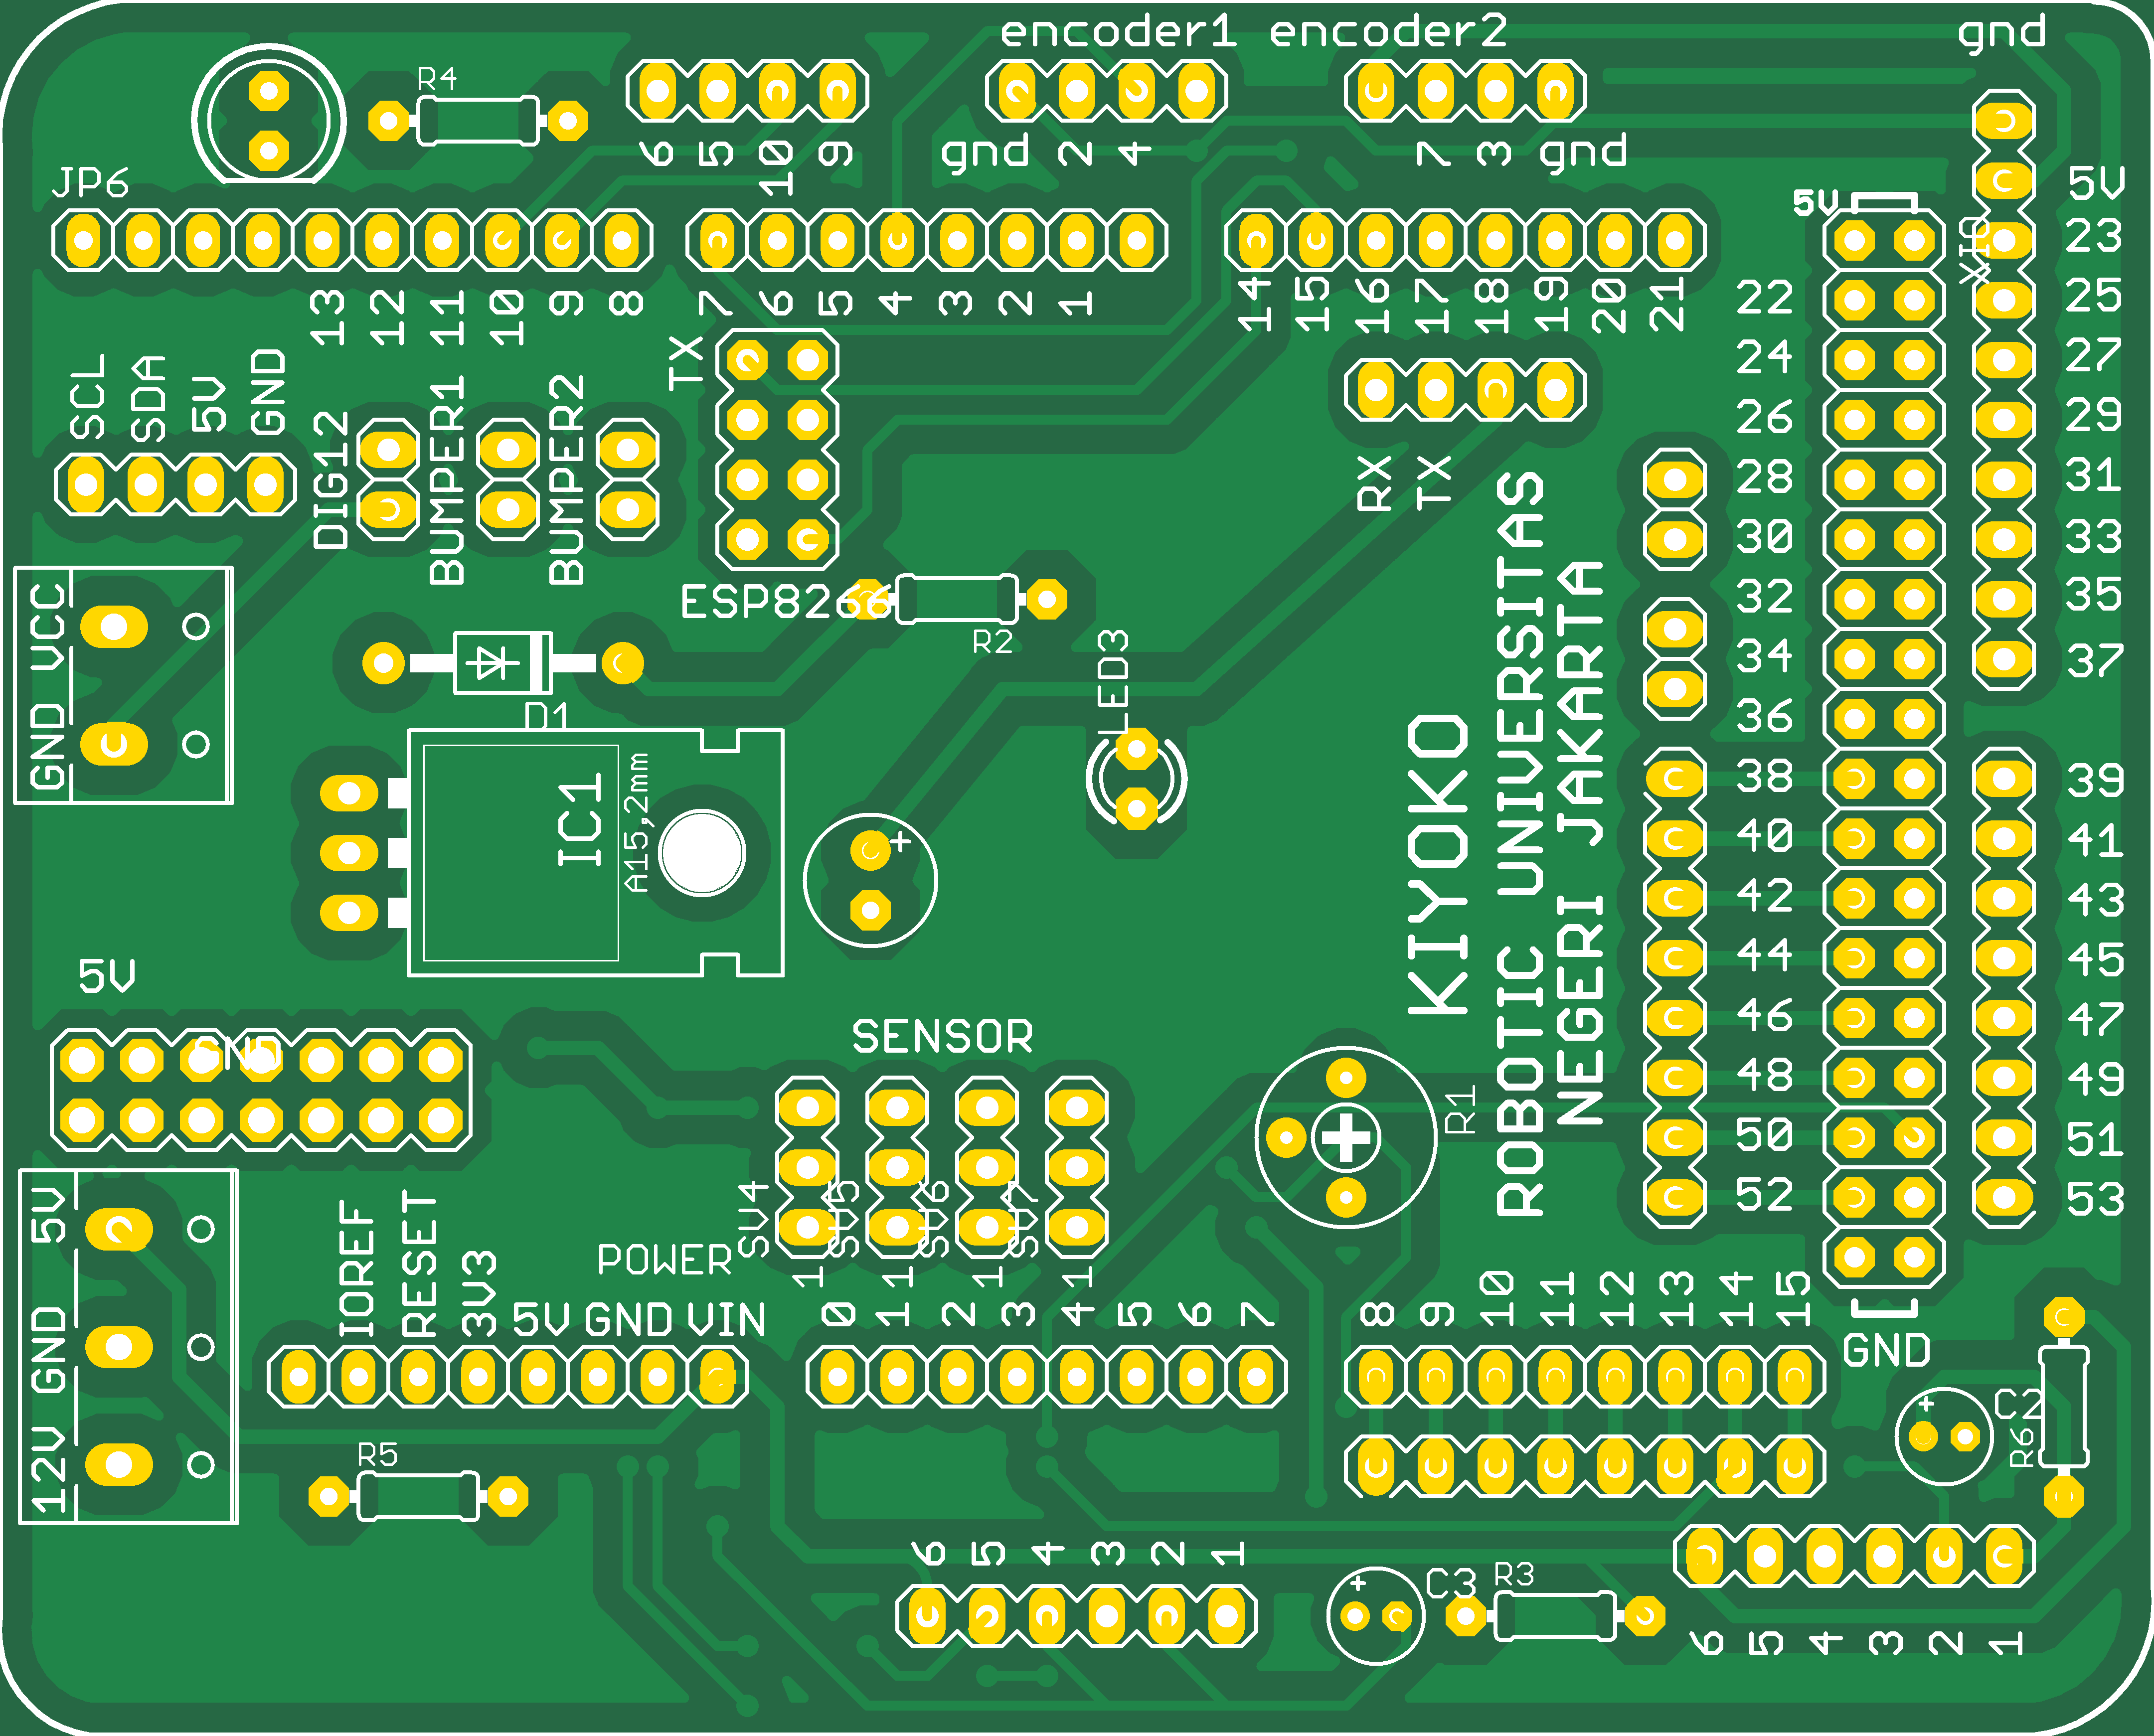 encoder1 encoder2 gnd
R4
6 5 10 9
gnd 2 4
7 3 gnd
JP6
5V
5V
XIO
23
13 12 11 10 9 8
7 6 5 4 3 2 1
14 15 16 17 18 19 20 21
22
25
24
27
26
29
28
31
30
33
32
35
34
37
36
38
39
40
41
42
43
44
45
46
47
48
49
50
51
52
53
SCL
SDA
5V
GND
DIG12
BUMPER1
BUMPER2
TX
RX
TX
ESP8266
R2
GND VCC
D1
LED3
IC1
A15,2mm
+
KIYOKO
ROBOTIC UNIVERSITAS
NEGERI JAKARTA
5V
GND
SENSOR
R1
SV4
SV5
SV6
SV7
1 1 1 1
12V GND 5V
POWER
IOREF
RESET
3V3
5V GND VIN
0 1 2 3 4 5 6 7
8 9 10 11 12 13 14 15
GND
+
C2
R6
R5
6 5 4 3 2 1
+
C3
R3
6 5 4 3 2 1